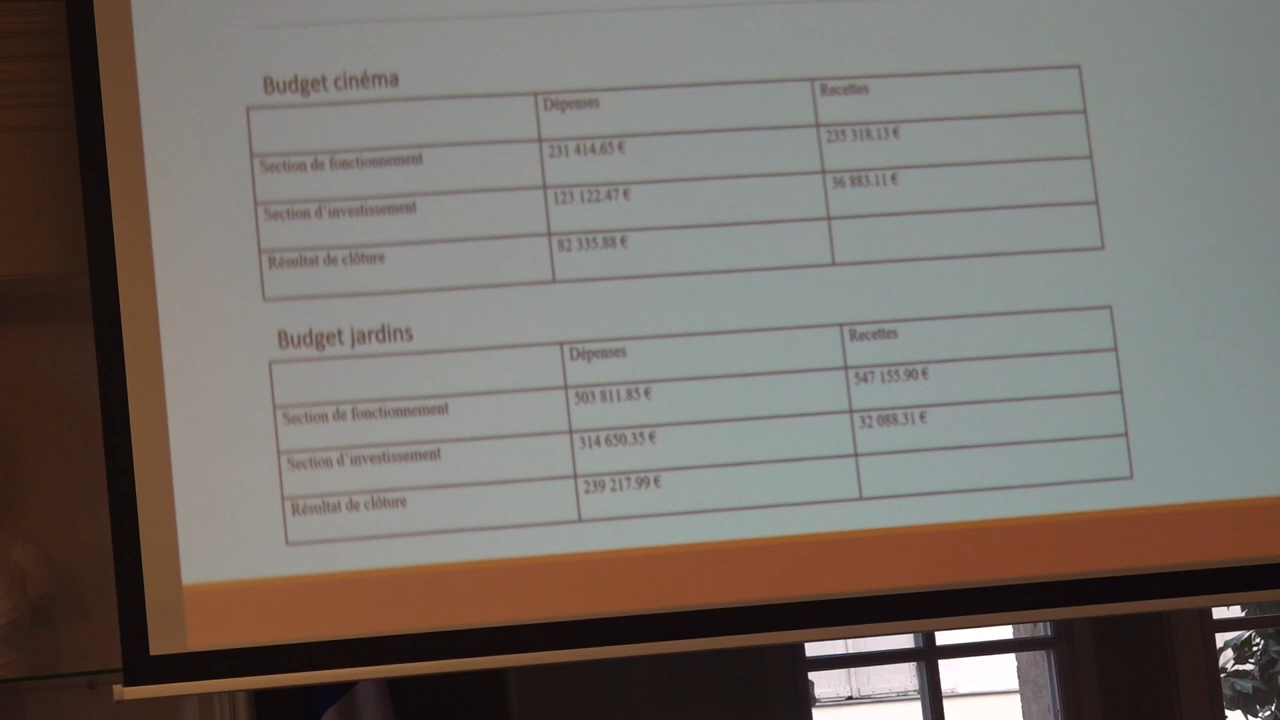 Budget cinéma
Dépenses Recettes
Section de fonctionnement 231 414.65 € 235 318.13 €
Section d'investissement 123 122.47 € 36 883.11 €
Résultat de clôture 82 335.88 €
Budget jardins
Dépenses Recettes
Section de fonctionnement 503 811.85 € 547 155.90 €
Section d'investissement 314 650.35 € 32 088.31 €
Résultat de clôture 239 217.99 €